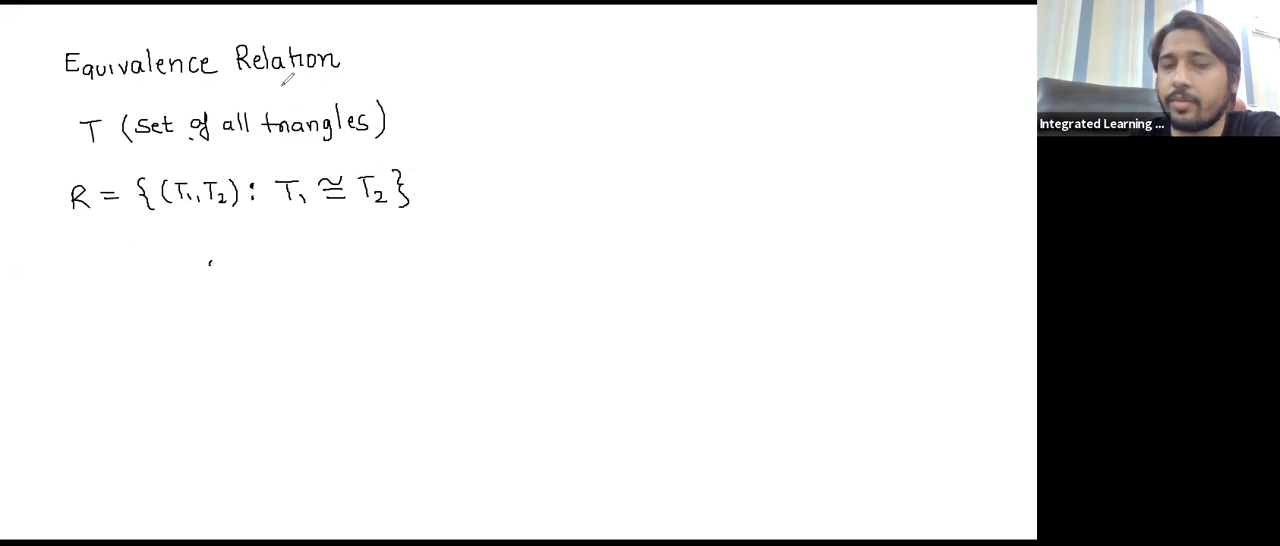 Equivalence Relation
T (set of all triangles)
R = {(T₁,T₂) : T₁ ≅ T₂}
Integrated Learning ...